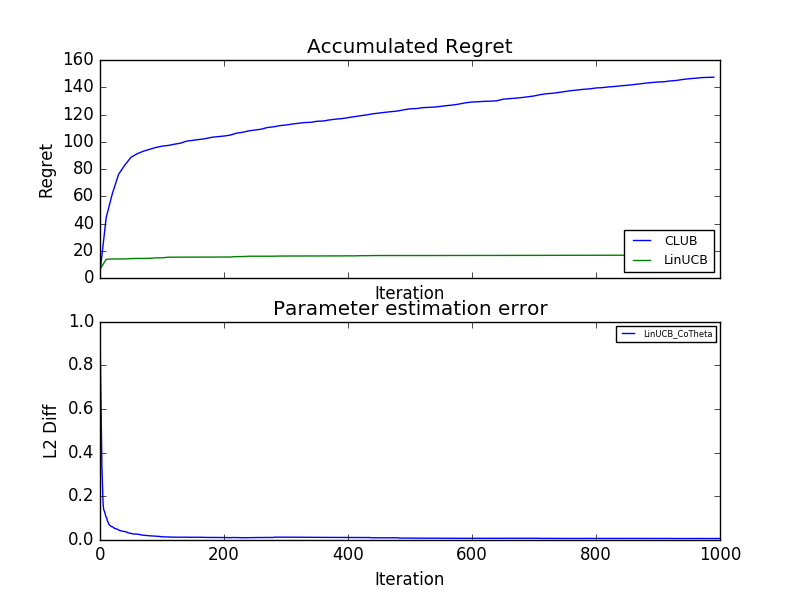 Accumulated Regret
160
140
120
100
80
60
40
20
0
Regret
CLUB
LinUCB
Iteration
Parameter estimation error
1.0
0.8
0.6
0.4
0.2
0.0
L2 Diff
LinUCB_CoTheta
0 200 400 600 800 1000
Iteration